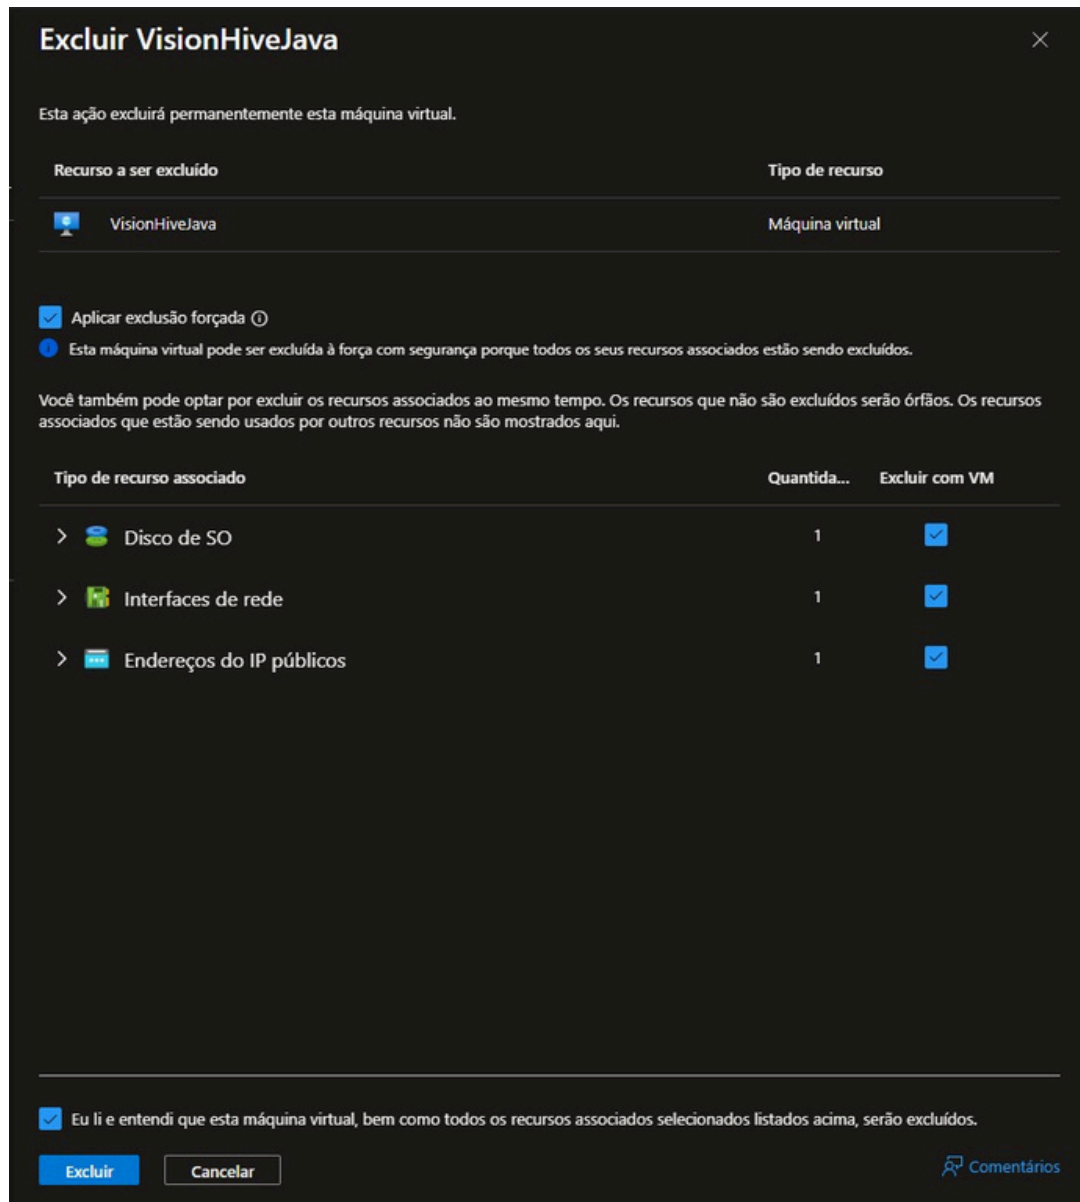 Excluir VisionHiveJava
Esta ação excluirá permanentemente esta máquina virtual.
Recurso a ser excluído Tipo de recurso
VisionHiveJava Máquina virtual
Aplicar exclusão forçada
Esta máquina virtual pode ser excluída à força com segurança porque todos os seus recursos associados estão sendo excluídos.
Você também pode optar por excluir os recursos associados ao mesmo tempo. Os recursos que não são excluídos serão órfãos. Os recursos
associados que estão sendo usados por outros recursos não são mostrados aqui.
Tipo de recurso associado Quantida... Excluir com VM
Disco de SO 1
Interfaces de rede 1
Endereços do IP públicos 1
Eu li e entendi que esta máquina virtual, bem como todos os recursos associados selecionados listados acima, serão excluídos.
Excluir Cancelar Comentários